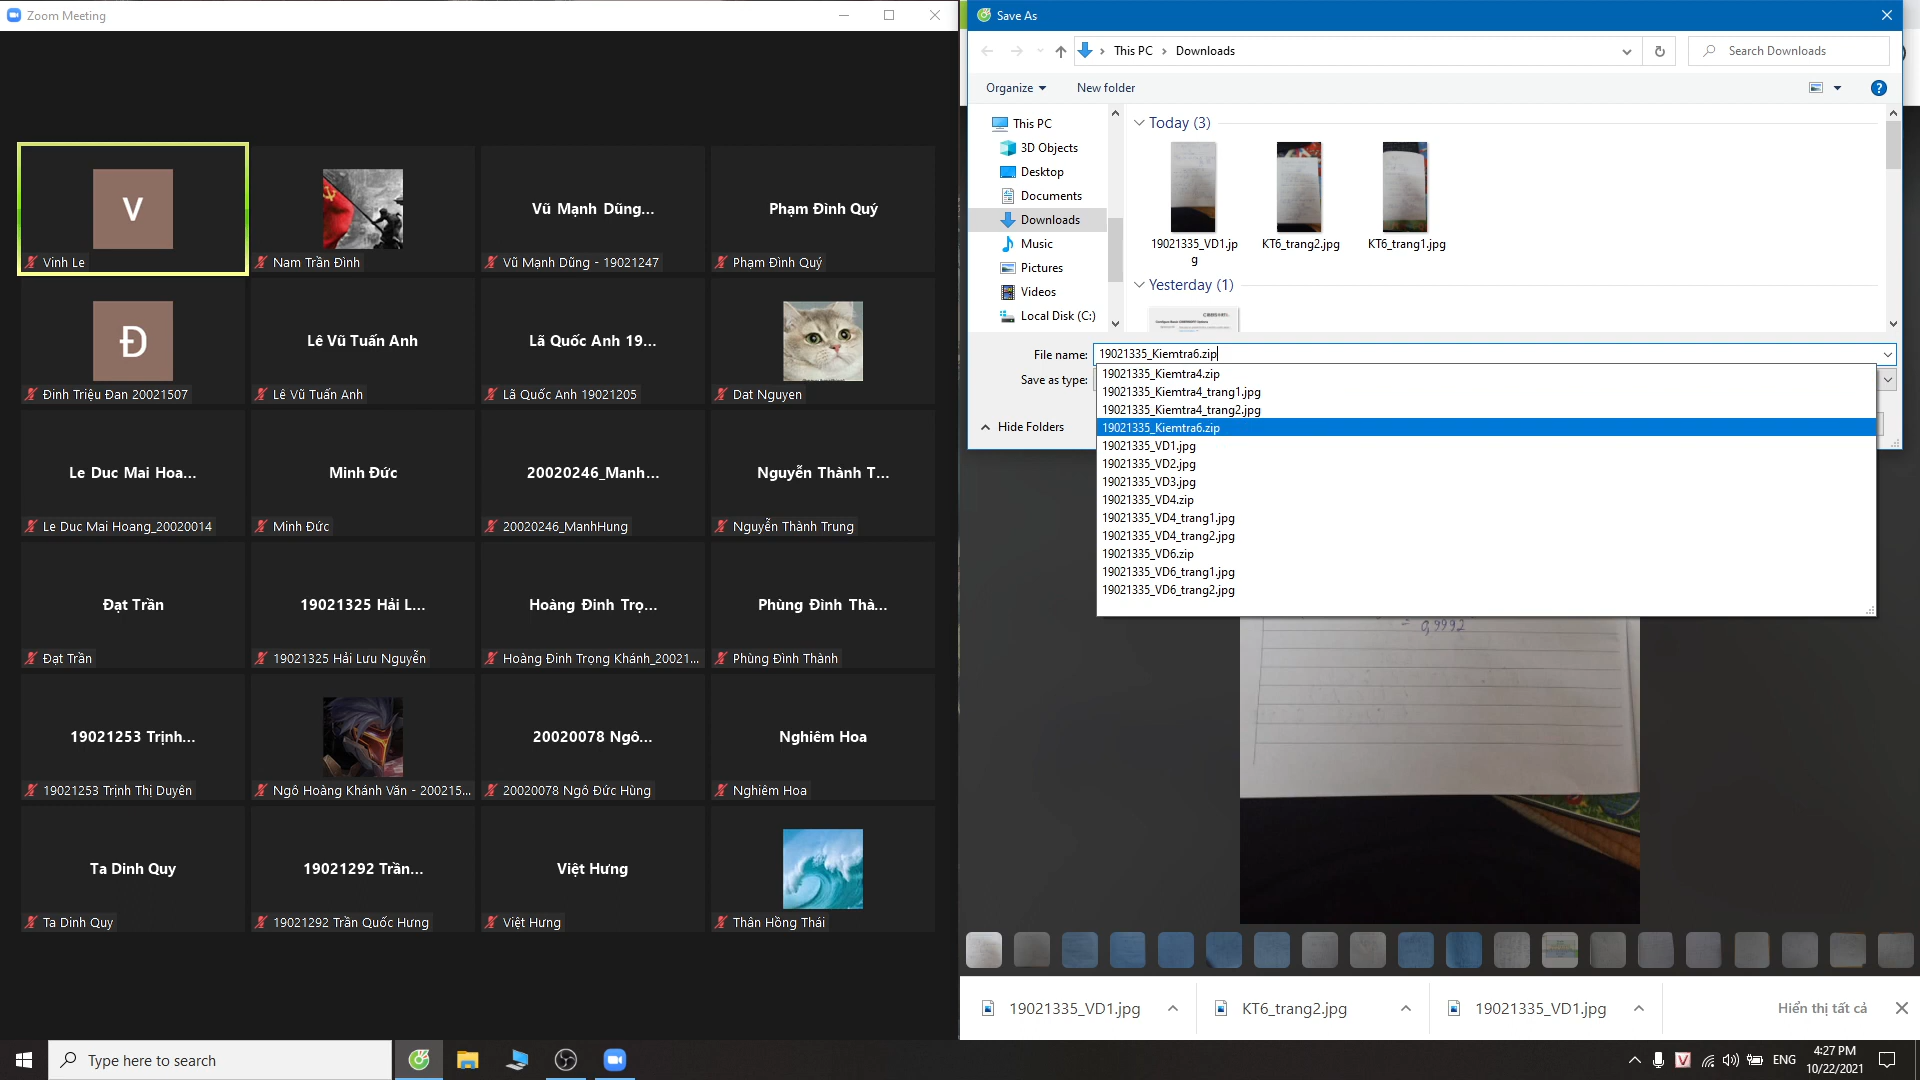 Zoom Meeting
V
Vinh Le
Nam Trần Đình
Vũ Mạnh Dũng...
Vũ Mạnh Dũng - 19021247
Phạm Đình Quý
Phạm Đình Quý
Đ
Đinh Triệu Đan 20021507
Lê Vũ Tuấn Anh
Lê Vũ Tuấn Anh
Lã Quốc Anh 19...
Lã Quốc Anh 19021205
Dat Nguyen
Le Duc Mai Hoa...
Le Duc Mai Hoang_20020014
Minh Đức
Minh Đức
20020246_Manh...
20020246_ManhHung
Nguyễn Thành T...
Nguyễn Thành Trung
Đạt Trần
Đạt Trần
19021325 Hải L...
19021325 Hải Lưu Nguyễn
Hoàng Đinh Trọ...
Hoàng Đinh Trọng Khánh_20021...
Phùng Đình Thà...
Phùng Đình Thành
19021253 Trịnh...
19021253 Trịnh Thị Duyên
Ngô Hoàng Khánh Văn - 200215...
20020078 Ngô...
20020078 Ngô Đức Hùng
Nghiêm Hoa
Nghiêm Hoa
Ta Dinh Quy
Ta Dinh Quy
19021292 Trần...
19021292 Trần Quốc Hưng
Việt Hưng
Việt Hưng
Thân Hồng Thái
Save As
This PC
Downloads
Search Downloads
Organize
New folder
This PC
3D Objects
Desktop
Documents
Downloads
Music
Pictures
Videos
Local Disk (C:)
Today (3)
19021335_VD1.jp
g
KT6_trang2.jpg
KT6_trang1.jpg
Yesterday (1)
File name:
19021335_Kiemtra6.zip
Save as type:
Hide Folders
19021335_Kiemtra4.zip
19021335_Kiemtra4_trang1.jpg
19021335_Kiemtra4_trang2.jpg
19021335_Kiemtra6.zip
19021335_VD1.jpg
19021335_VD2.jpg
19021335_VD3.jpg
19021335_VD4.zip
19021335_VD4_trang1.jpg
19021335_VD4_trang2.jpg
19021335_VD6.zip
19021335_VD6_trang1.jpg
19021335_VD6_trang2.jpg
= 0,9992
19021335_VD1.jpg
KT6_trang2.jpg
19021335_VD1.jpg
Hiển thị tất cả
Type here to search
V
ENG
4:27 PM
10/22/2021